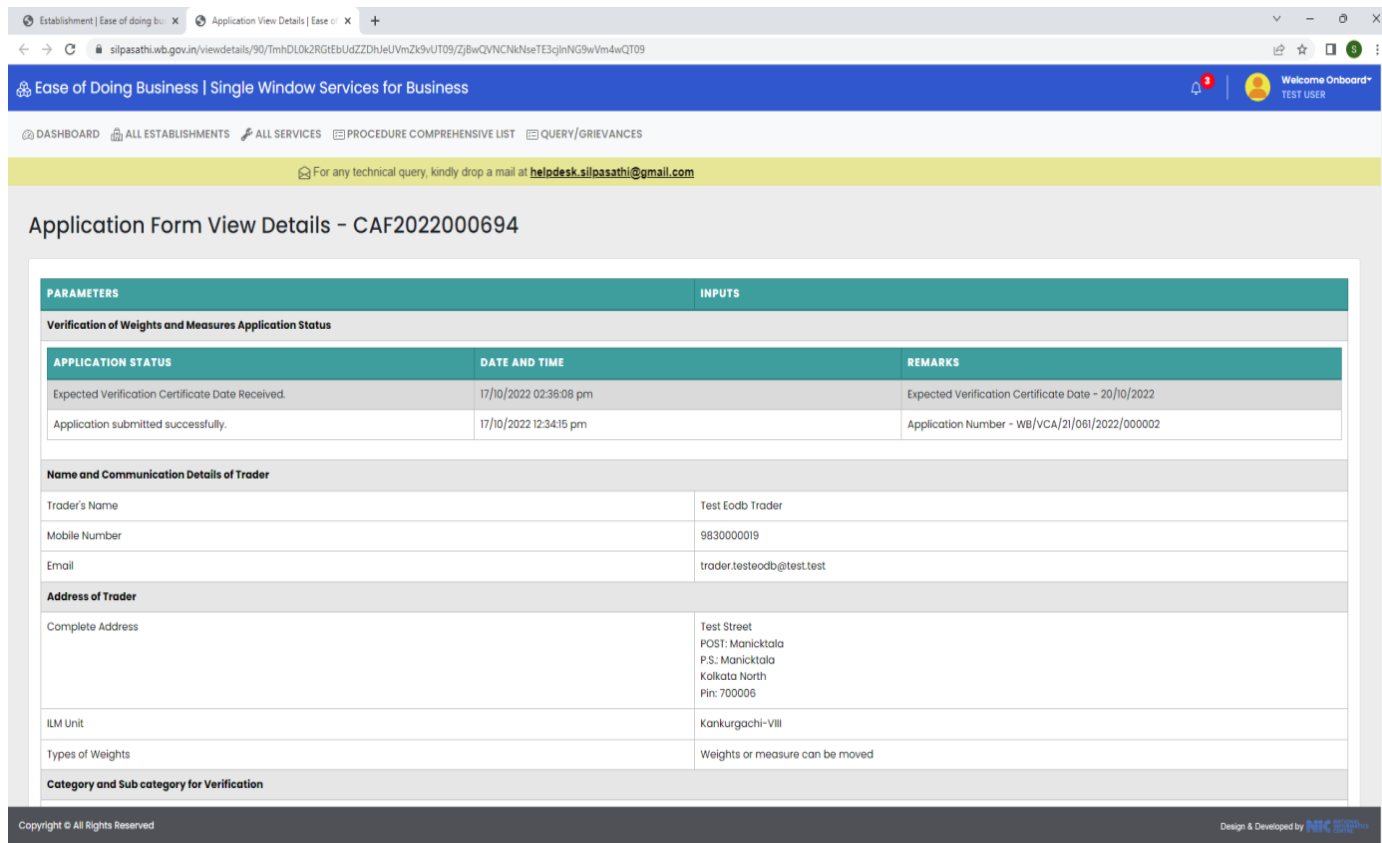 Establishment | Ease of doing bu
Application View Details | Ease o
silpasathi.wb.gov.in/viewdetails/90/TmhDL0k2RGtEbUdZZDhJeUVmZk9vUT09/ZjBwQVNCNkNseTE3cjlnNG9wVm4wQT09
S
Ease of Doing Business | Single Window Services for Business
3
Welcome Onboard
TEST USER
DASHBOARD ALL ESTABLISHMENTS ALL SERVICES PROCEDURE COMPREHENSIVE LIST QUERY/GRIEVANCES
For any technical query, kindly drop a mail at helpdesk.silpasathi@gmail.com
Application Form View Details - CAF2022000694
PARAMETERS INPUTS
Verification of Weights and Measures Application Status
APPLICATION STATUS DATE AND TIME REMARKS
Expected Verification Certificate Date Received. 17/10/2022 02:36:08 pm Expected Verification Certificate Date - 20/10/2022
Application submitted successfully. 17/10/2022 12:34:15 pm Application Number - WB/VCA/21/061/2022/000002
Name and Communication Details of Trader
Trader's Name Test Eodb Trader
Mobile Number 9830000019
Email trader.testeodb@test.test
Address of Trader
Complete Address Test Street
POST: Manicktala
P.S.: Manicktala
Kolkata North
Pin: 700006
ILM Unit Kankurgachi-VIII
Types of Weights Weights or measure can be moved
Category and Sub category for Verification
Copyright © All Rights Reserved
Design & Developed by NIC NATIONAL INFORMATICS CENTRE